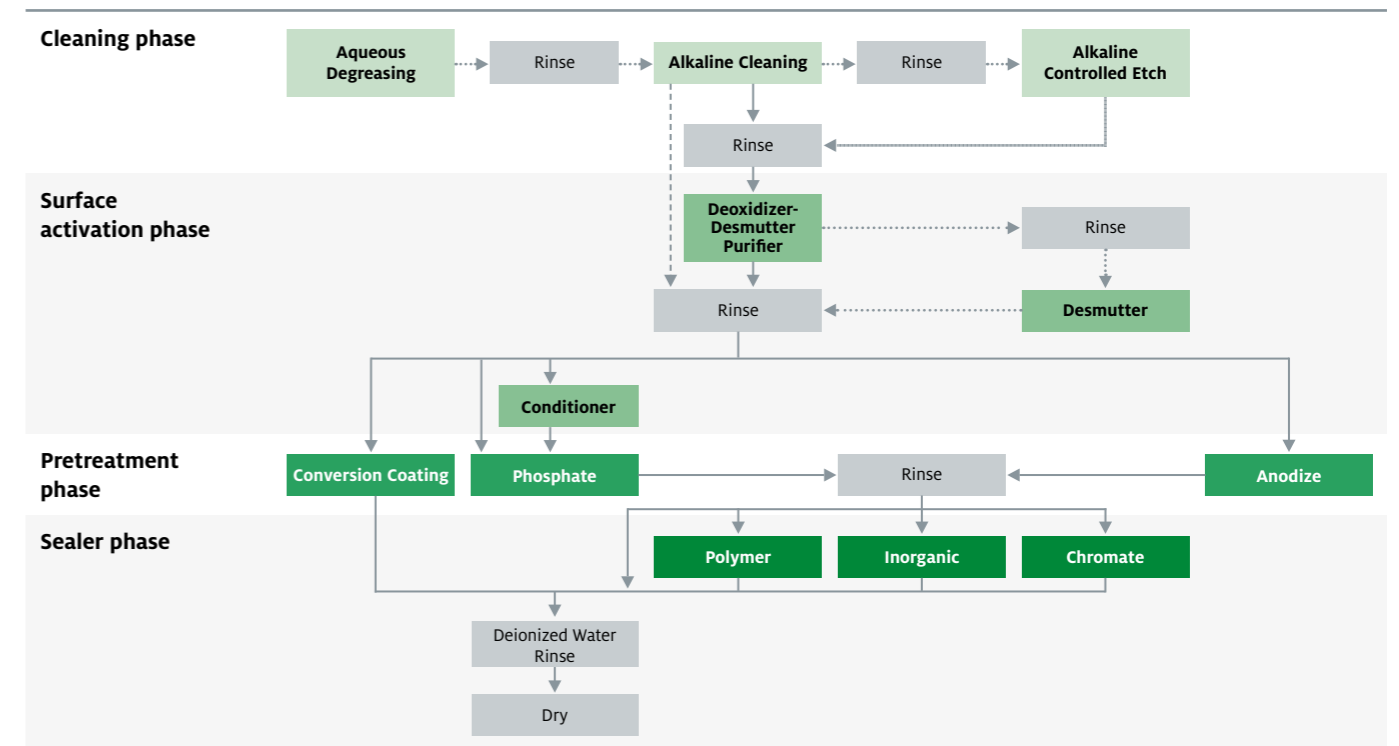 Cleaning phase
Aqueous
Degreasing
Rinse
Alkaline Cleaning
Rinse
Alkaline
Controlled Etch
Rinse
Surface
activation phase
Deoxidizer-
Desmutter
Purifier
Rinse
Rinse
Desmutter
Conditioner
Pretreatment
phase
Conversion Coating
Phosphate
Rinse
Anodize
Sealer phase
Polymer
Inorganic
Chromate
Deionized Water
Rinse
Dry